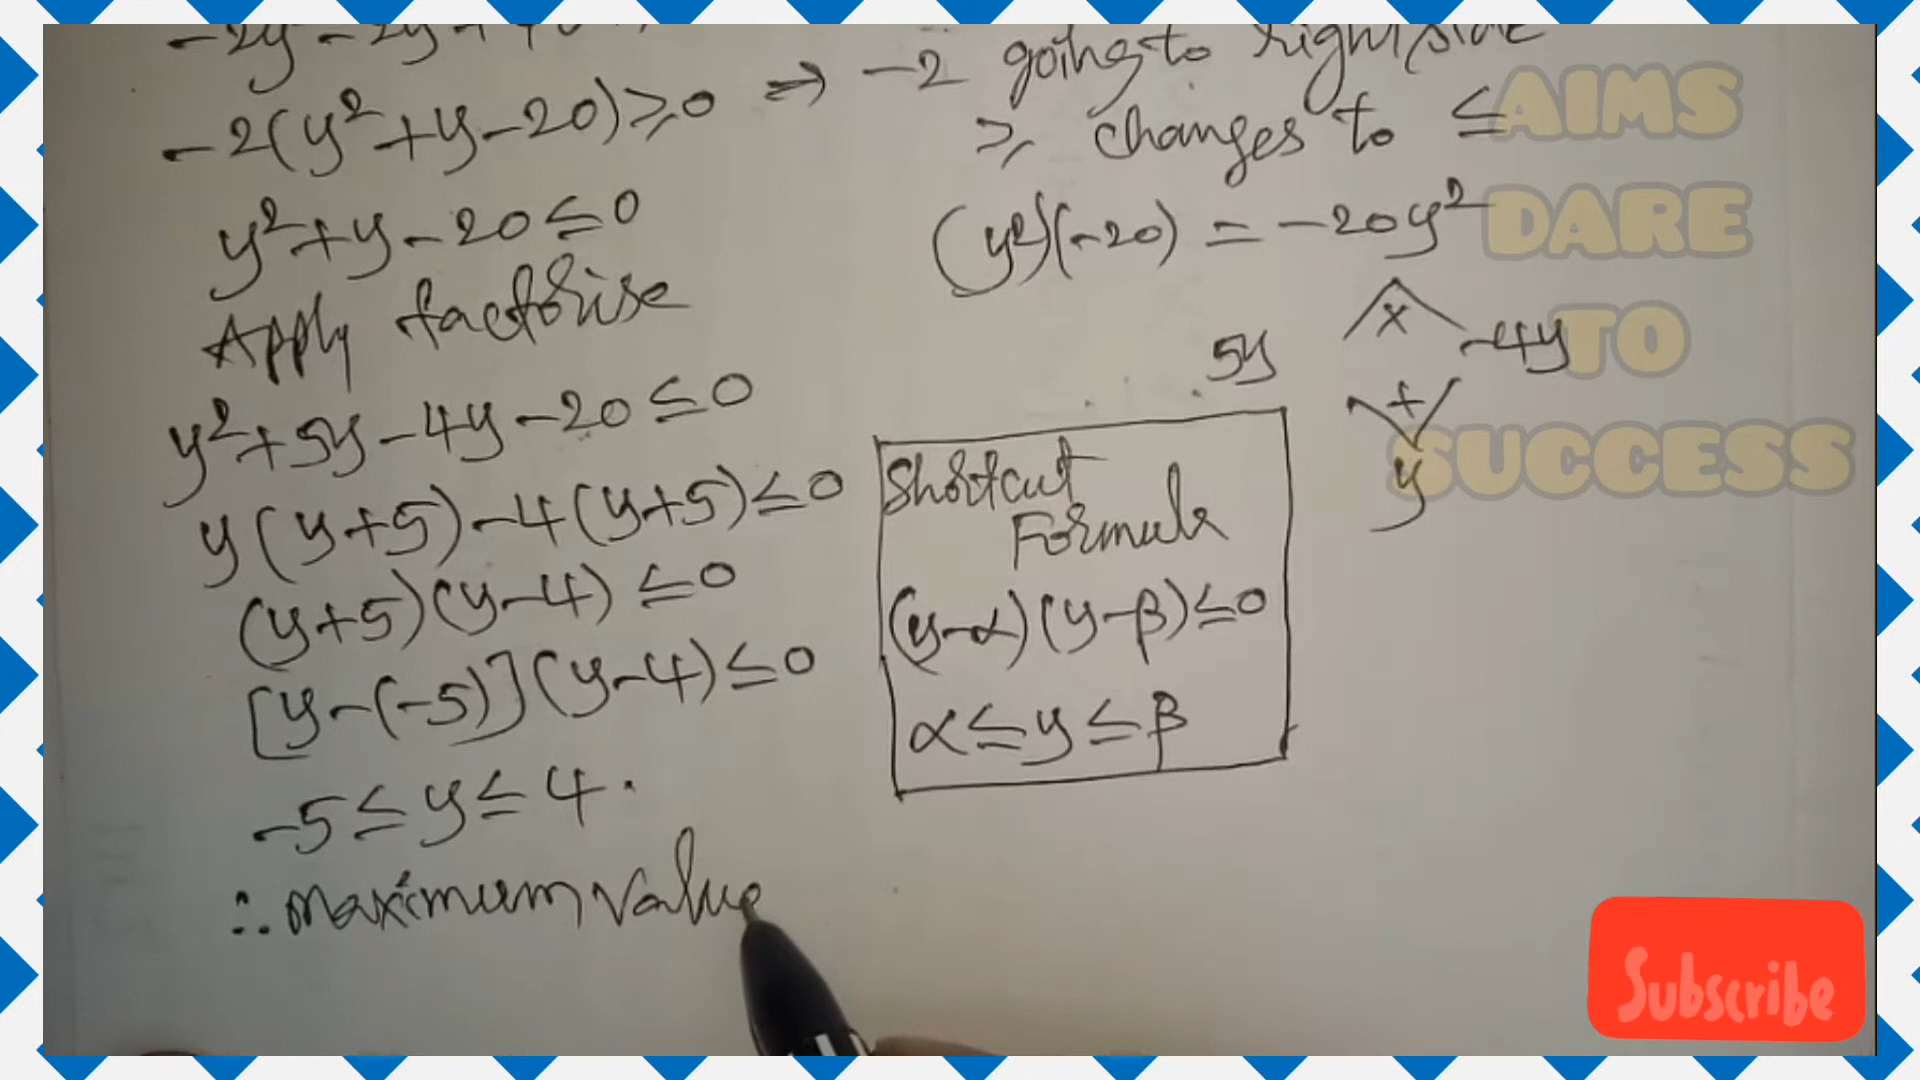 -2(y²+y-20)≥0 ⇒ -2 going to right side
≥ changes to ≤
y²+y-20≤0
(y²)(-20) = -20y²
Apply factorise
×
5y -4y
+
y
y²+5y-4y-20≤0
y(y+5)-4(y+5)≤0
(y+5)(y-4)≤0
[y-(-5)](y-4)≤0
-5≤y≤4.
∴ maximum value
Shortcut
Formula
(y-α)(y-β)≤0
α≤y≤β
AIMS
DARE
TO
SUCCESS
Subscribe